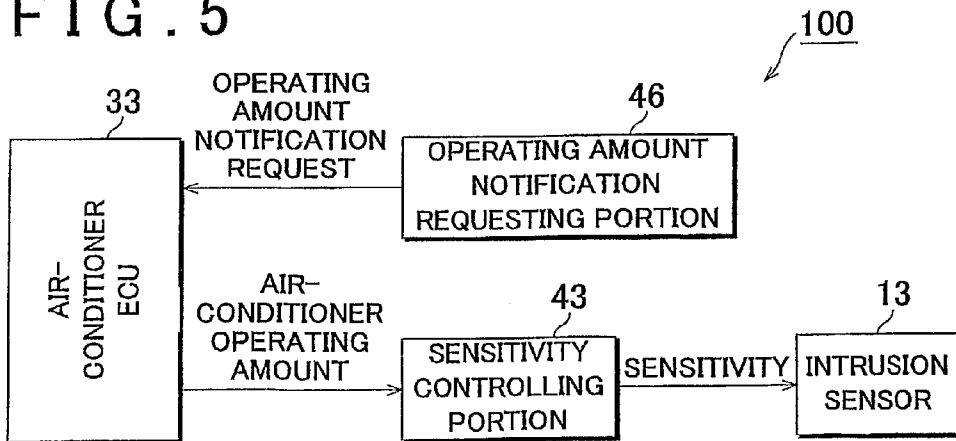 FIG. 5
100
33
OPERATING
AMOUNT
NOTIFICATION
REQUEST
46
OPERATING AMOUNT
NOTIFICATION
REQUESTING PORTION
AIR-
CONDITIONER
ECU
AIR-
CONDITIONER
OPERATING
AMOUNT
43
SENSITIVITY
CONTROLLING
PORTION
SENSITIVITY
13
INTRUSION
SENSOR